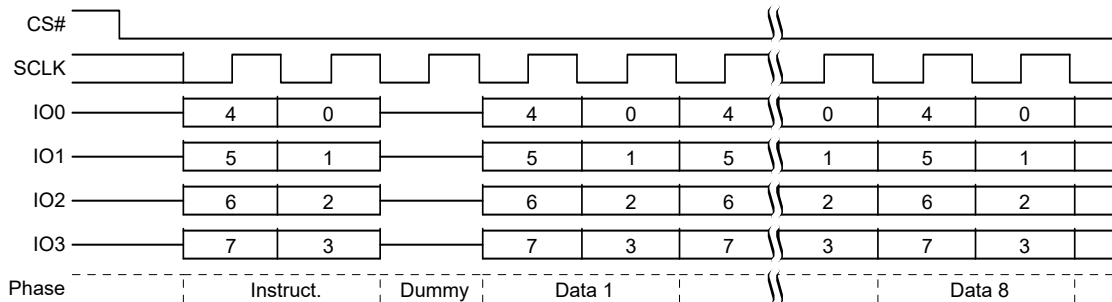 CS#
SCLK
IO0 4 0 4 0 4 0 4 0
IO1 5 1 5 1 5 1 5 1
IO2 6 2 6 2 6 2 6 2
IO3 7 3 7 3 7 3 7 3
Phase Instruct. Dummy Data 1 Data 8